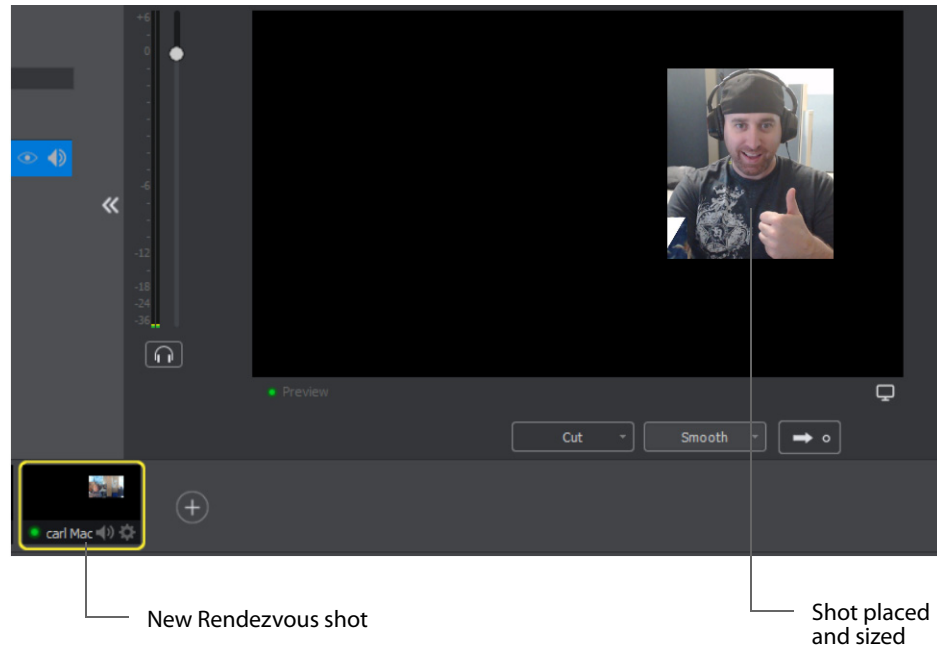 +6
0
-6
-12
-18
-24
-36
Preview
Cut
Smooth
carl Mac
New Rendezvous shot
Shot placed
and sized